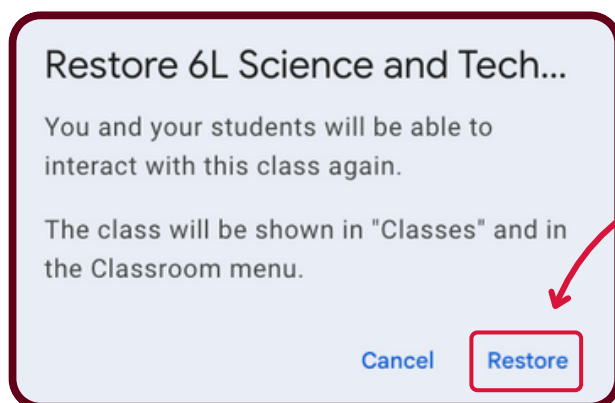 Restore 6L Science and Tech...
You and your students will be able to
interact with this class again.
The class will be shown in "Classes" and in
the Classroom menu.
Cancel Restore